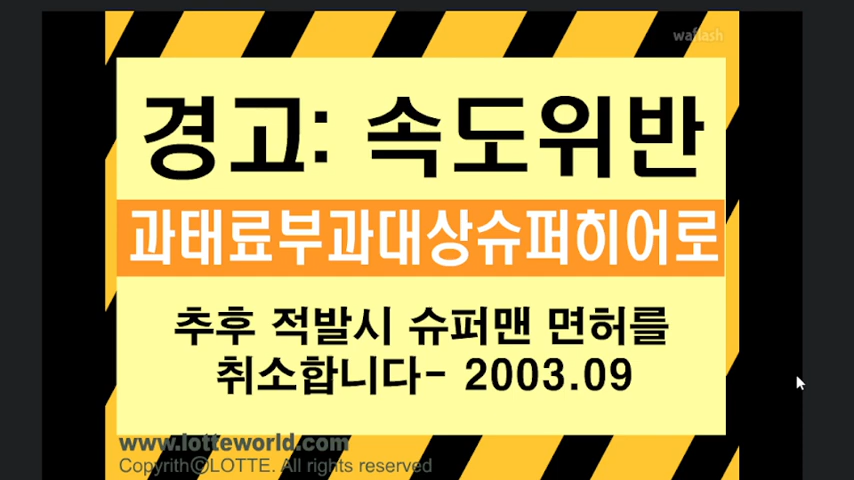 waflash
경고: 속도위반
과태료부과대상슈퍼히어로
추후 적발시 슈퍼맨 면허를
취소합니다- 2003.09
www.lotteworld.com
Copyrith©LOTTE. All rights reserved